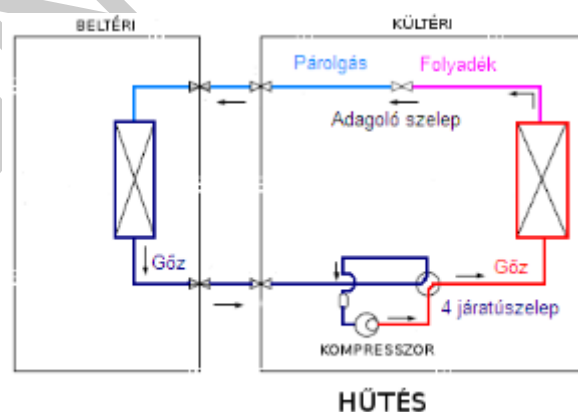 BELTÉRI
KÜLTÉRI
Párolgás
Folyadék
Adagoló szelep
Gőz
Gőz
4 járatúszelep
KOMPRESSZOR
HŰTÉS